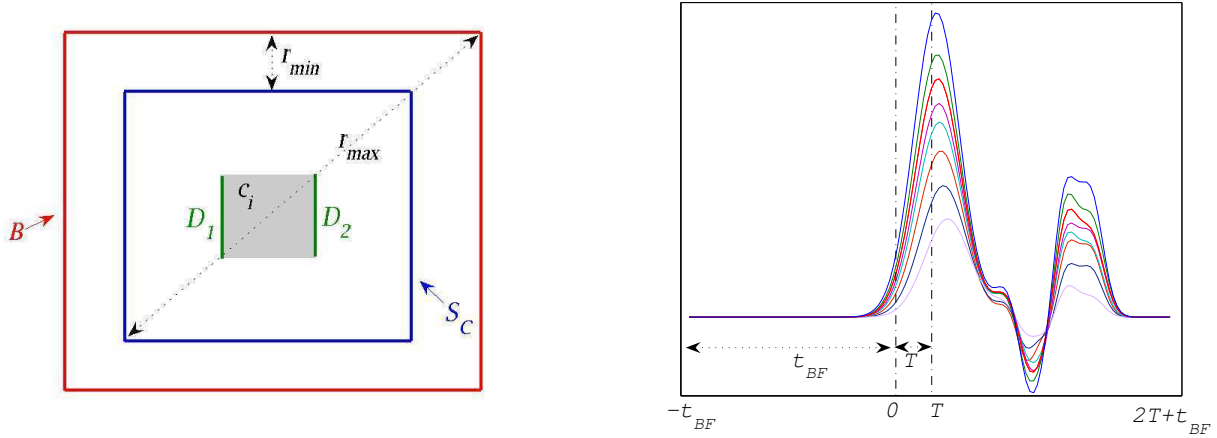 r_min
r_max
c_i
D_1
D_2
B
S_C
t_BF
T
-t_BF
0
T
2T+t_BF